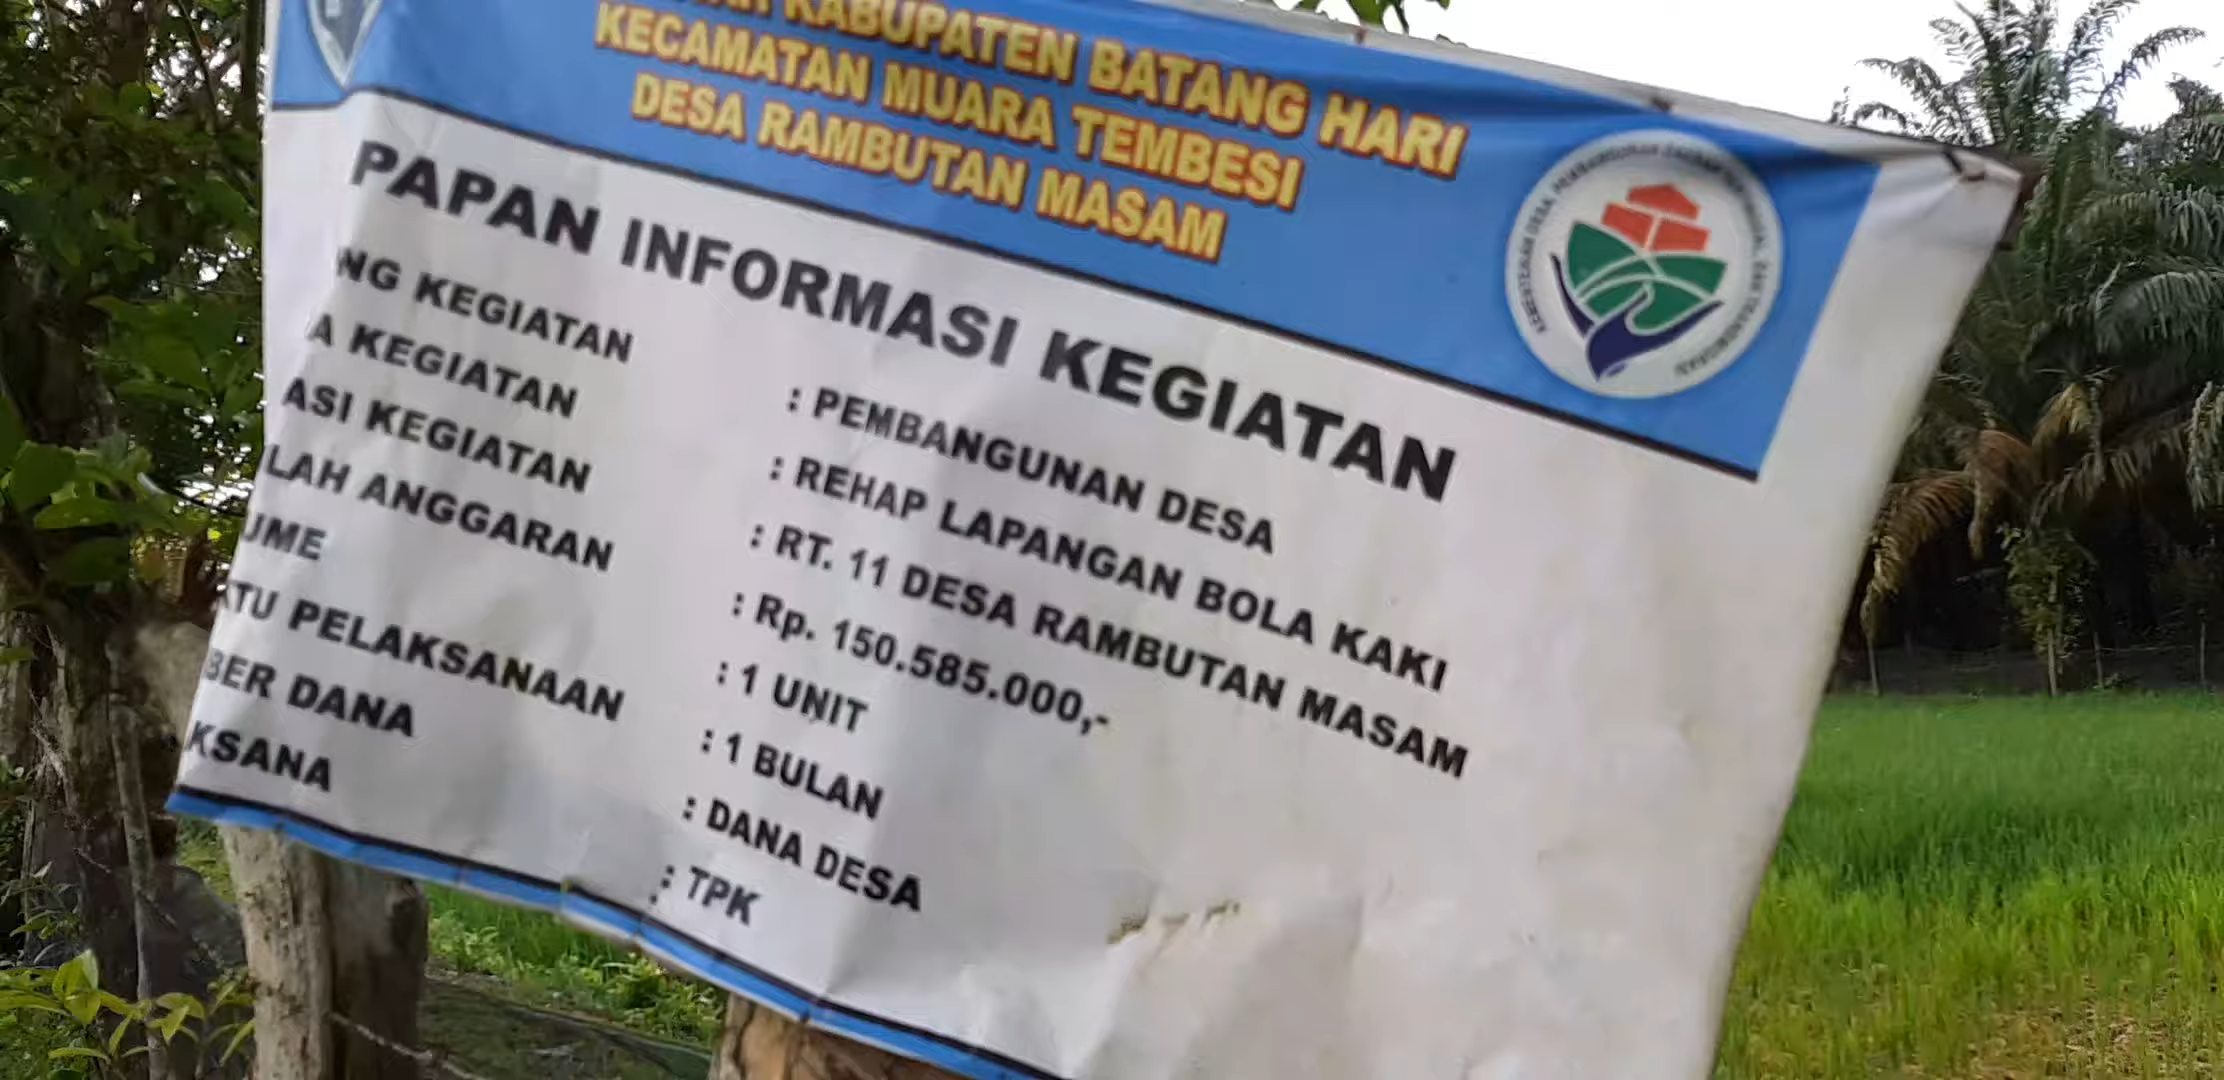 KABUPATEN BATANG HARI
KECAMATAN MUARA TEMBESI
DESA RAMBUTAN MASAM
PAPAN INFORMASI KEGIATAN
NG KEGIATAN : PEMBANGUNAN DESA
A KEGIATAN : REHAP LAPANGAN BOLA KAKI
ASI KEGIATAN : RT. 11 DESA RAMBUTAN MASAM
LAH ANGGARAN : Rp. 150.585.000,-
UME : 1 UNIT
KTU PELAKSANAAN : 1 BULAN
BER DANA : DANA DESA
KSANA : TPK